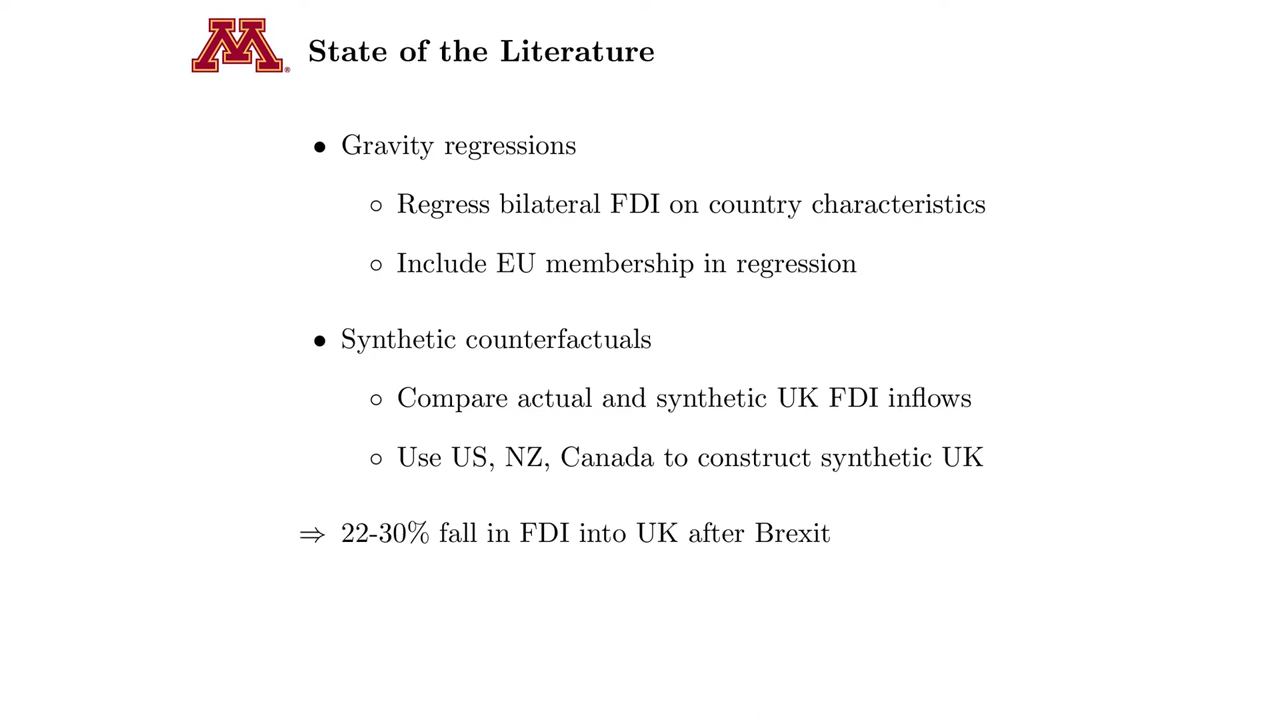 State of the Literature
• Gravity regressions
◦ Regress bilateral FDI on country characteristics
◦ Include EU membership in regression
• Synthetic counterfactuals
◦ Compare actual and synthetic UK FDI inflows
◦ Use US, NZ, Canada to construct synthetic UK
⇒ 22-30% fall in FDI into UK after Brexit